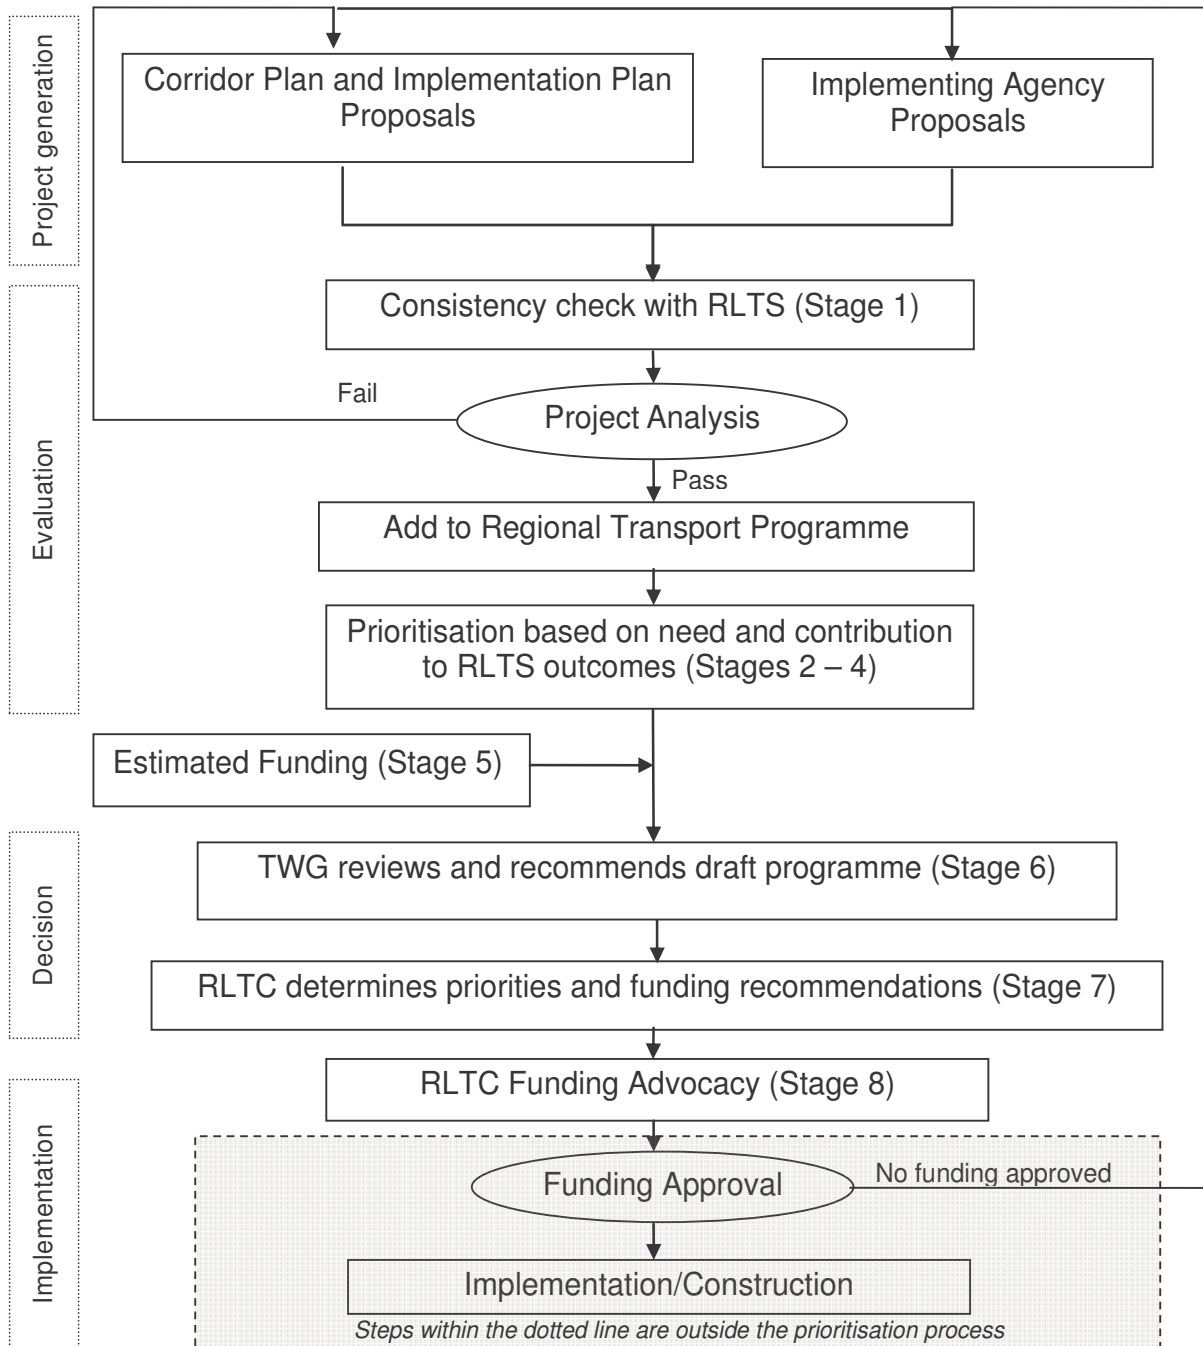 Project generation
Corridor Plan and Implementation Plan
Proposals
Implementing Agency
Proposals
Evaluation
Consistency check with RLTS (Stage 1)
Fail
Project Analysis
Pass
Add to Regional Transport Programme
Prioritisation based on need and contribution
to RLTS outcomes (Stages 2 – 4)
Estimated Funding (Stage 5)
Decision
TWG reviews and recommends draft programme (Stage 6)
RLTC determines priorities and funding recommendations (Stage 7)
Implementation
RLTC Funding Advocacy (Stage 8)
Funding Approval
No funding approved
Implementation/Construction
Steps within the dotted line are outside the prioritisation process